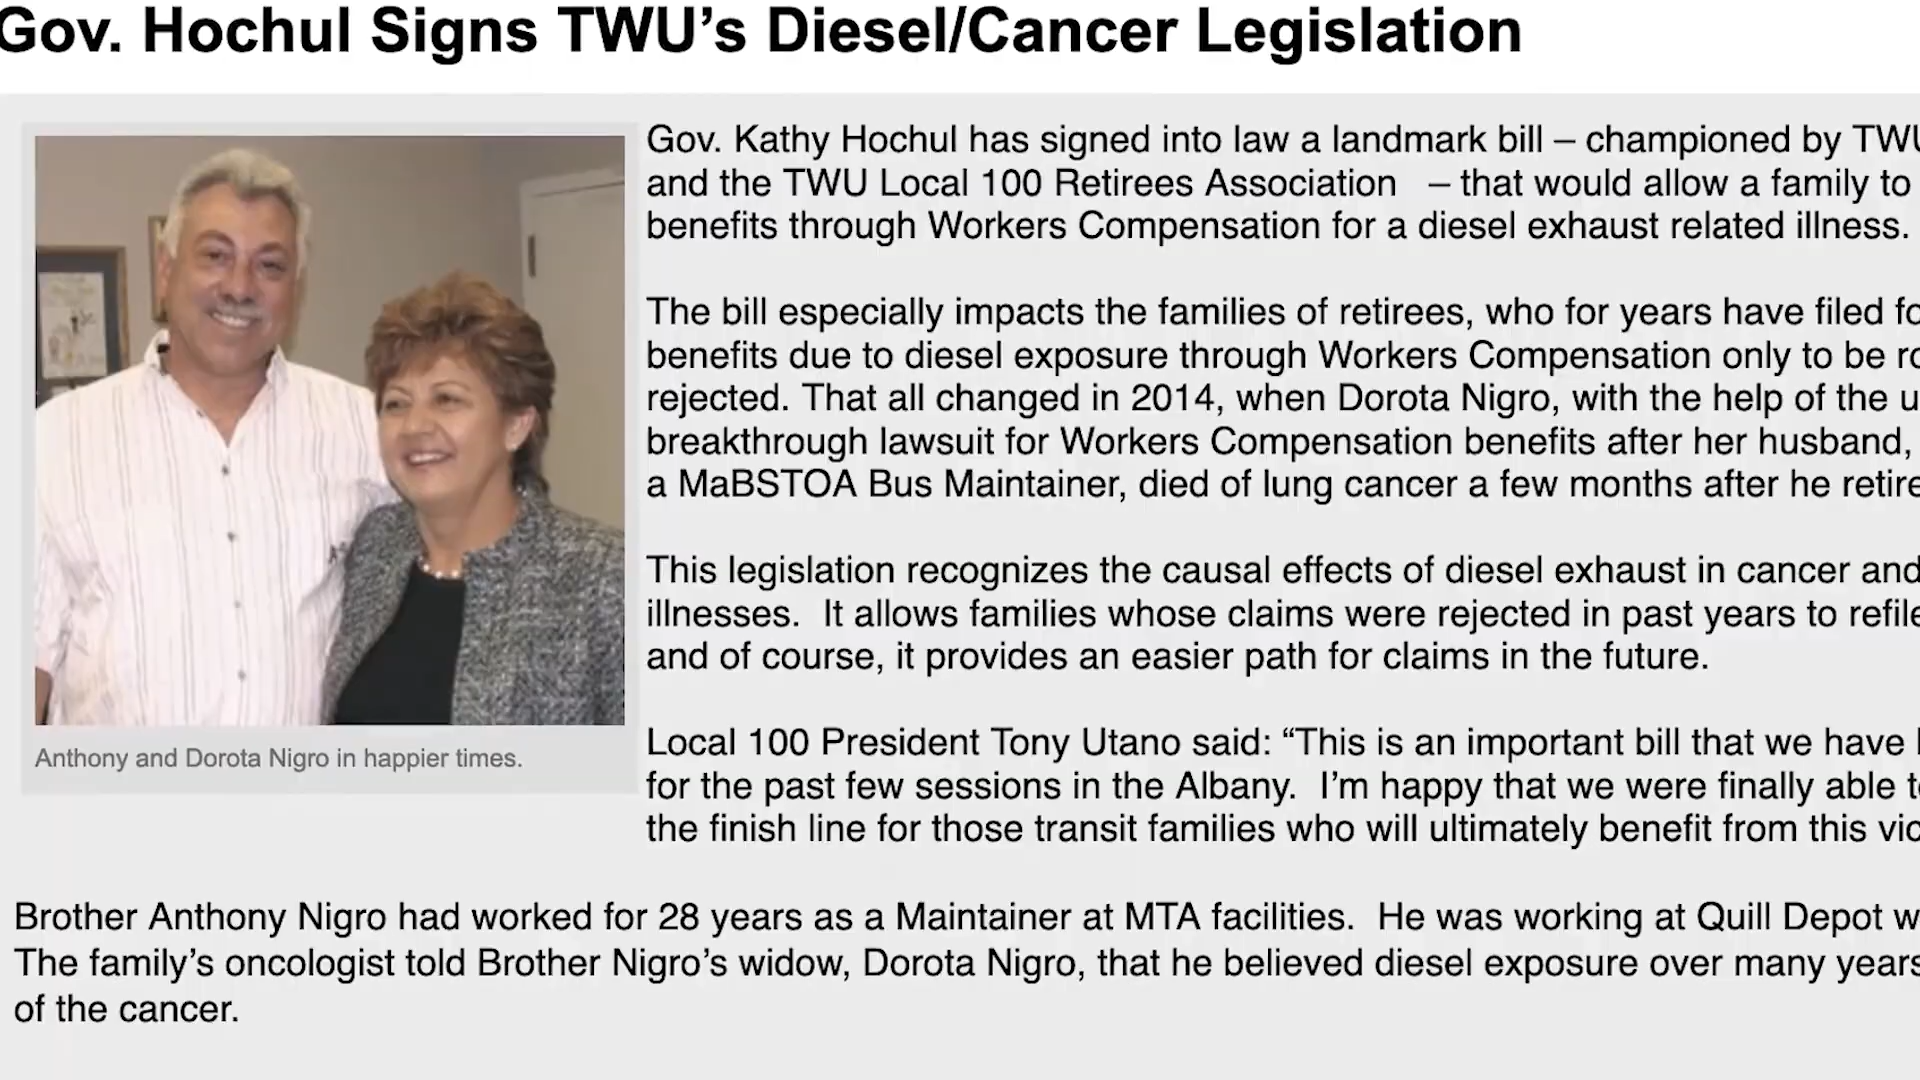 Gov. Hochul Signs TWU’s Diesel/Cancer Legislation
Gov. Kathy Hochul has signed into law a landmark bill – championed by TWU
and the TWU Local 100 Retirees Association – that would allow a family to
benefits through Workers Compensation for a diesel exhaust related illness.
The bill especially impacts the families of retirees, who for years have filed
benefits due to diesel exposure through Workers Compensation only to be
rejected. That all changed in 2014, when Dorota Nigro, with the help of the
breakthrough lawsuit for Workers Compensation benefits after her husband,
a MaBSTOA Bus Maintainer, died of lung cancer a few months after he
This legislation recognizes the causal effects of diesel exhaust in cancer and
illnesses. It allows families whose claims were rejected in past years to
and of course, it provides an easier path for claims in the future.
Local 100 President Tony Utano said: “This is an important bill that we have
for the past few sessions in the Albany. I’m happy that we were finally able
the finish line for those transit families who will ultimately benefit from this
Anthony and Dorota Nigro in happier times.
Brother Anthony Nigro had worked for 28 years as a Maintainer at MTA facilities. He was working at Quill Depot
The family’s oncologist told Brother Nigro’s widow, Dorota Nigro, that he believed diesel exposure over many years
of the cancer.